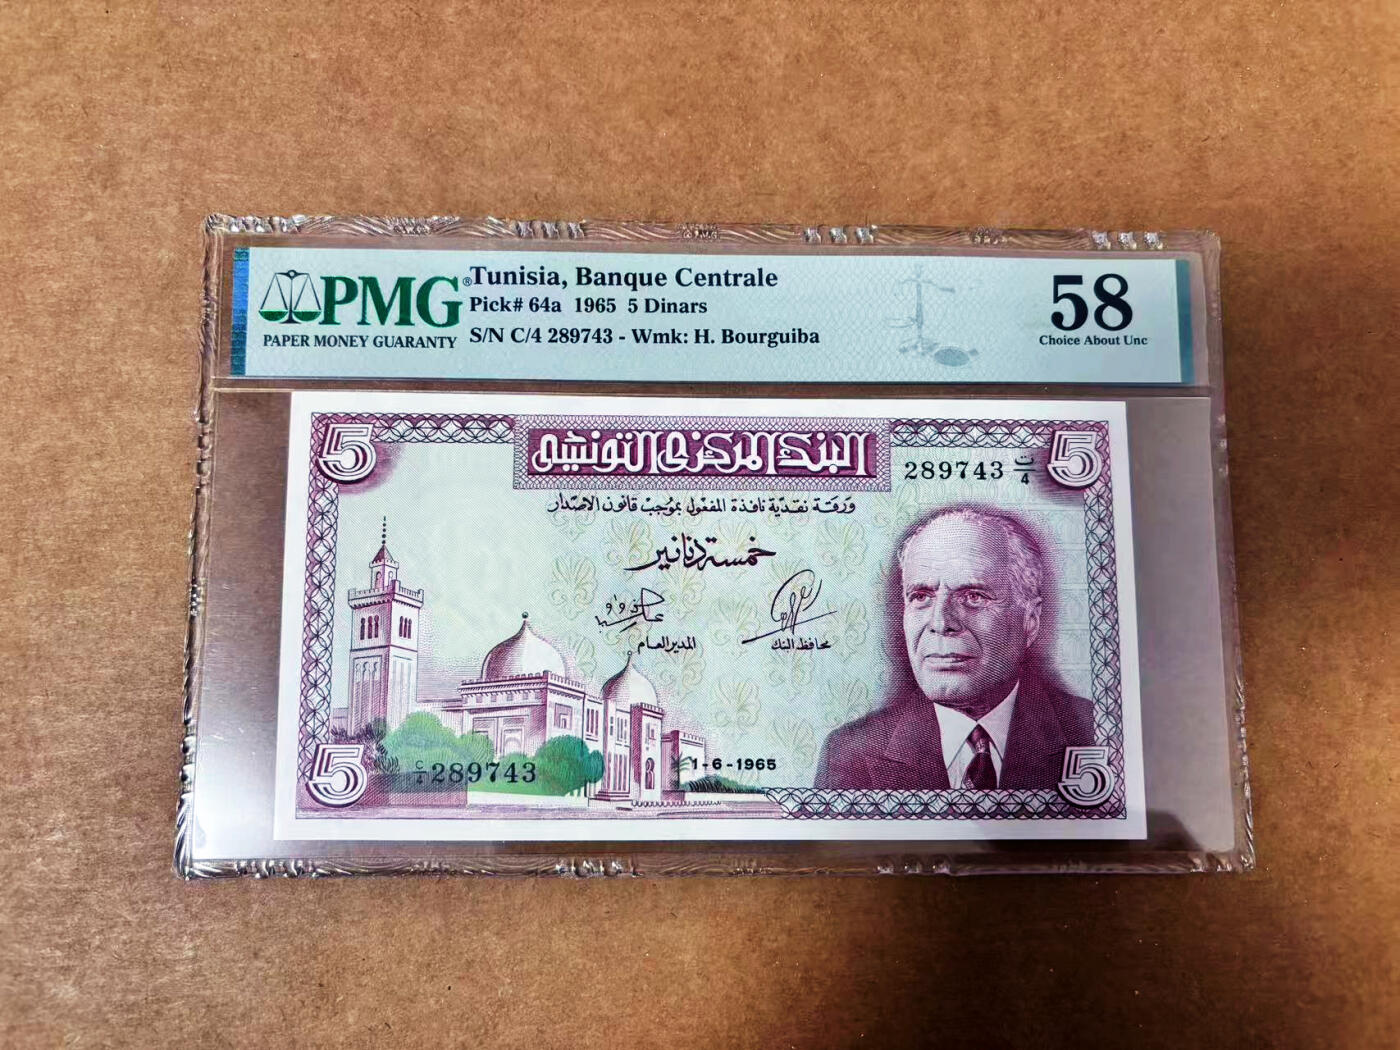 PMG®
PAPER MONEY GUARANTY
Tunisia, Banque Centrale
Pick# 64a 1965 5 Dinars
S/N C/4 289743 - Wmk: H. Bourguiba
58
Choice About Unc
5
البنك المركزي التونسي
289743 ت/4
5
ورقة نقدية نافذة المفعول بموجب قانون الاصدار
خمسة دنانير
المدير العام
محافظ البنك
5
C/4 289743
1-6-1965
5